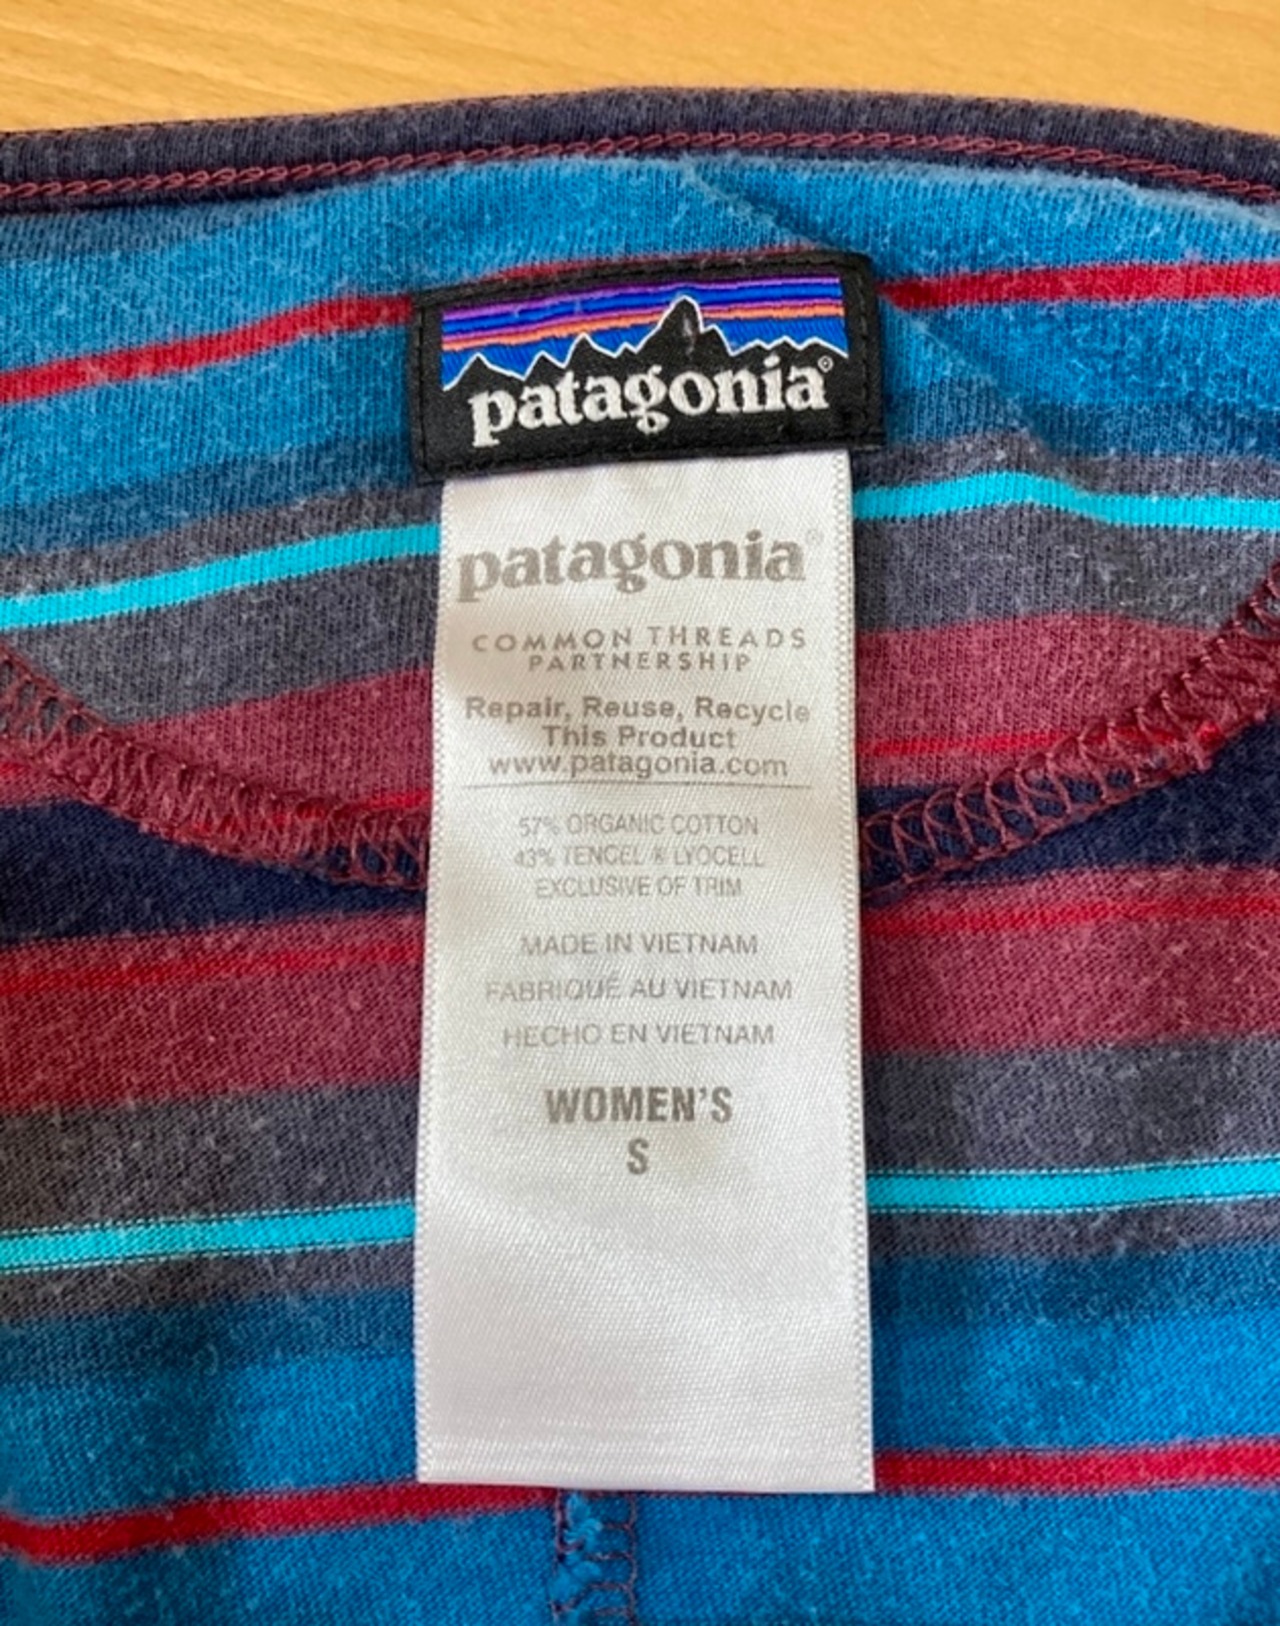 patagonia®
patagonia®
COMMON THREADS
PARTNERSHIP
Repair, Reuse, Recycle
This Product
www.patagonia.com
57% ORGANIC COTTON
43% TENCEL ® LYOCELL
EXCLUSIVE OF TRIM
MADE IN VIETNAM
FABRIQUÉ AU VIETNAM
HECHO EN VIETNAM
WOMEN'S
S